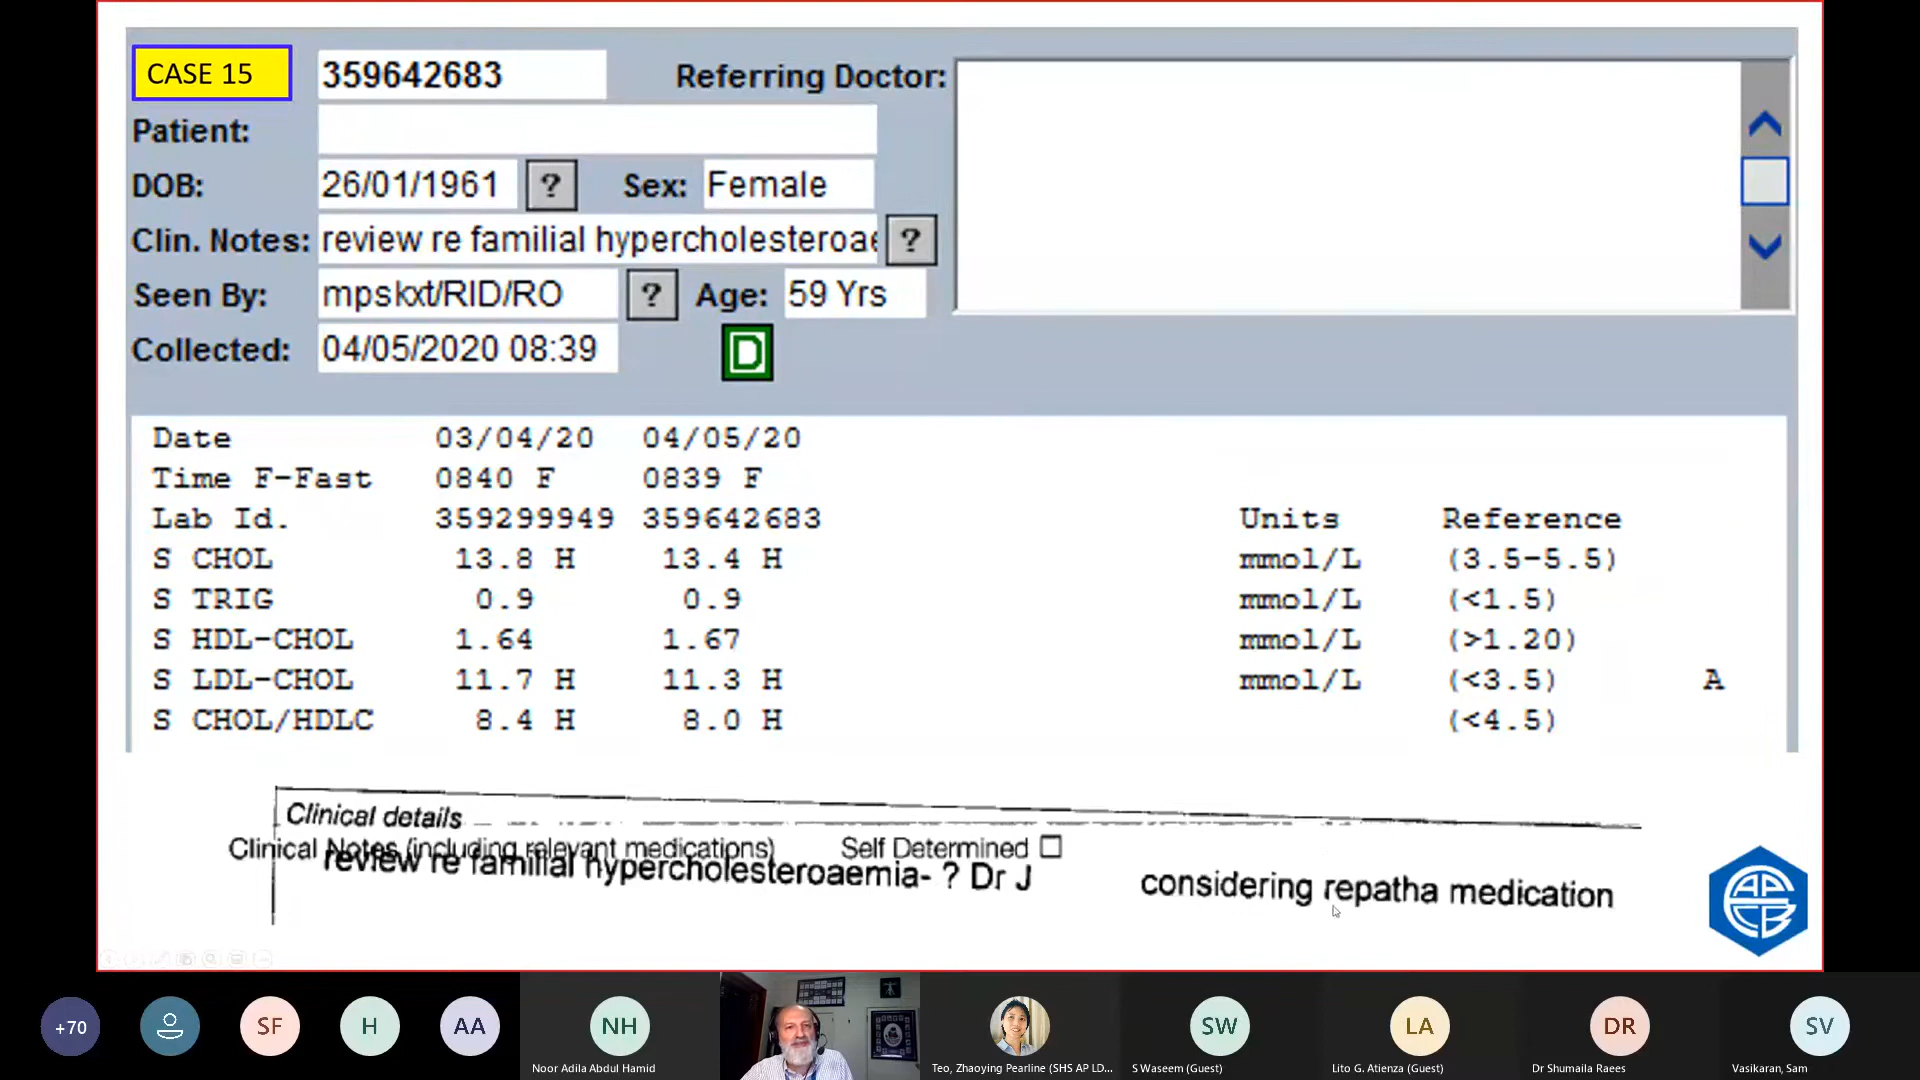 CASE 15
359642683
Referring Doctor:
Patient:
DOB: 26/01/1961 ? Sex: Female
Clin. Notes: review re familial hypercholesteroae ?
Seen By: mpskxt/RID/RO ? Age: 59 Yrs
Collected: 04/05/2020 08:39 D
Date 03/04/20 04/05/20
Time F-Fast 0840 F 0839 F
Lab Id. 359299949 359642683 Units Reference
S CHOL 13.8 H 13.4 H mmol/L (3.5-5.5)
S TRIG 0.9 0.9 mmol/L (<1.5)
S HDL-CHOL 1.64 1.67 mmol/L (>1.20)
S LDL-CHOL 11.7 H 11.3 H mmol/L (<3.5) A
S CHOL/HDLC 8.4 H 8.0 H (<4.5)
Clinical details
Clinical Notes (including relevant medications) Self Determined
review re familial hypercholesteroaemia- ? Dr J considering repatha medication
APFCB
+70
SF
H
AA
NH
Noor Adila Abdul Hamid
Teo, Zhaoying Pearline (SHS AP LD...
SW
S Waseem (Guest)
LA
Lito G. Atienza (Guest)
DR
Dr Shumaila Raees
SV
Vasikaran, Sam